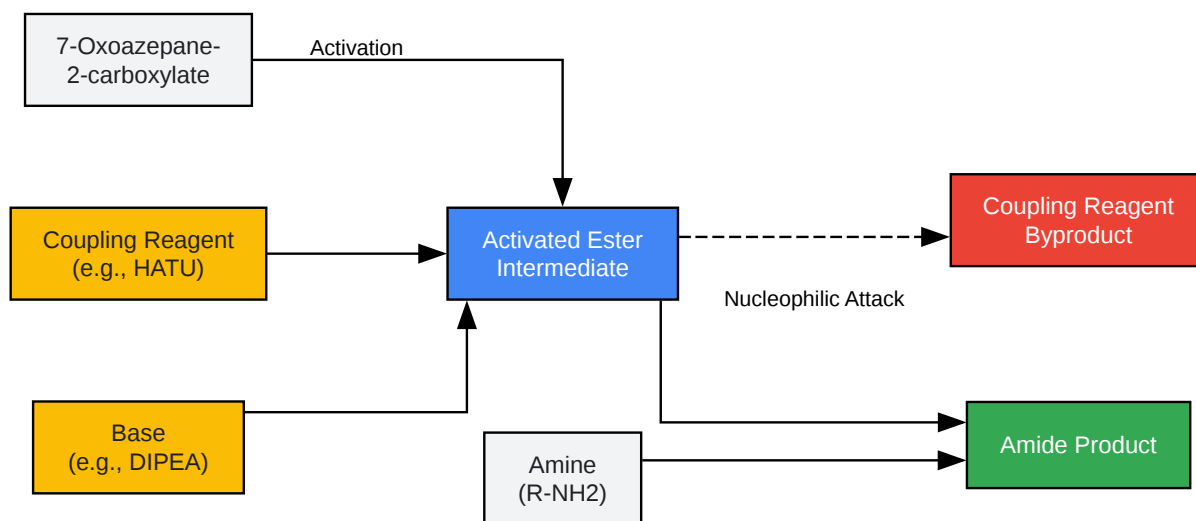 7-Oxoazepane-
2-carboxylate
Activation
Coupling Reagent
(e.g., HATU)
Activated Ester
Intermediate
Coupling Reagent
Byproduct
Nucleophilic Attack
Base
(e.g., DIPEA)
Amine
(R-NH2)
Amide Product